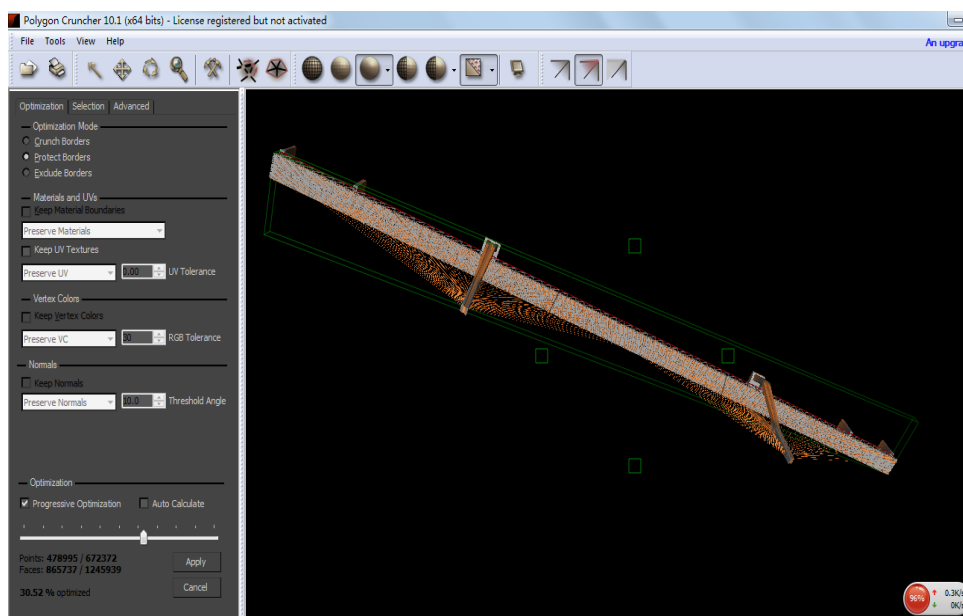 Polygon Cruncher 10.1 (x64 bits) - License registered but not activated
File Tools View Help
An upgra
Optimization Selection Advanced
Optimization Mode
Crunch Borders
Protect Borders
Exclude Borders
Materials and UVs
Keep Material Boundaries
Preserve Materials
Keep UV Textures
Preserve UV 0.00 UV Tolerance
Vertex Colors
Keep Vertex Colors
Preserve VC 30 RGB Tolerance
Normals
Keep Normals
Preserve Normals 10.0 Threshold Angle
Optimization
Progressive Optimization Auto Calculate
Points: 478995 / 672372
Faces: 865737 / 1245939
Apply
30.52 % optimized
Cancel
96% 0.3K/s
0K/s